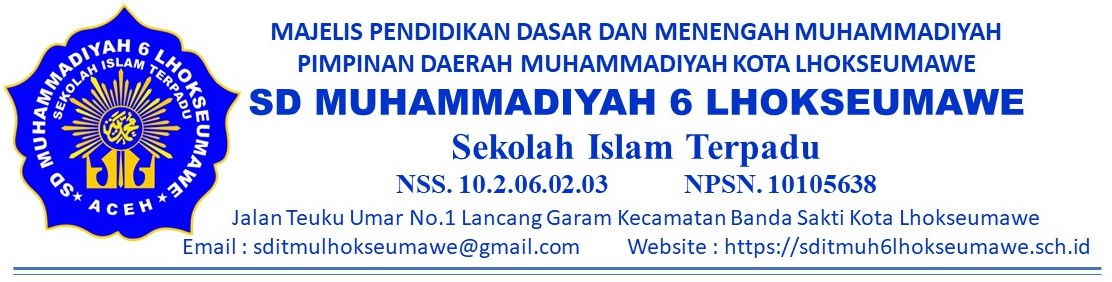 MAJELIS PENDIDIKAN DASAR DAN MENENGAH MUHAMMADIYAH
PIMPINAN DAERAH MUHAMMADIYAH KOTA LHOKSEUMAWE
SD MUHAMMADIYAH 6 LHOKSEUMAWE
Sekolah Islam Terpadu
NSS. 10.2.06.02.03 NPSN. 10105638
Jalan Teuku Umar No.1 Lancang Garam Kecamatan Banda Sakti Kota Lhokseumawe
Email : sditmulhokseumawe@gmail.com Website : https://sditmuh6lhokseumawe.sch.id
SD MUHAMMADIYAH 6 LHOKSEUMAWE
SEKOLAH ISLAM TERPADU
ACEH